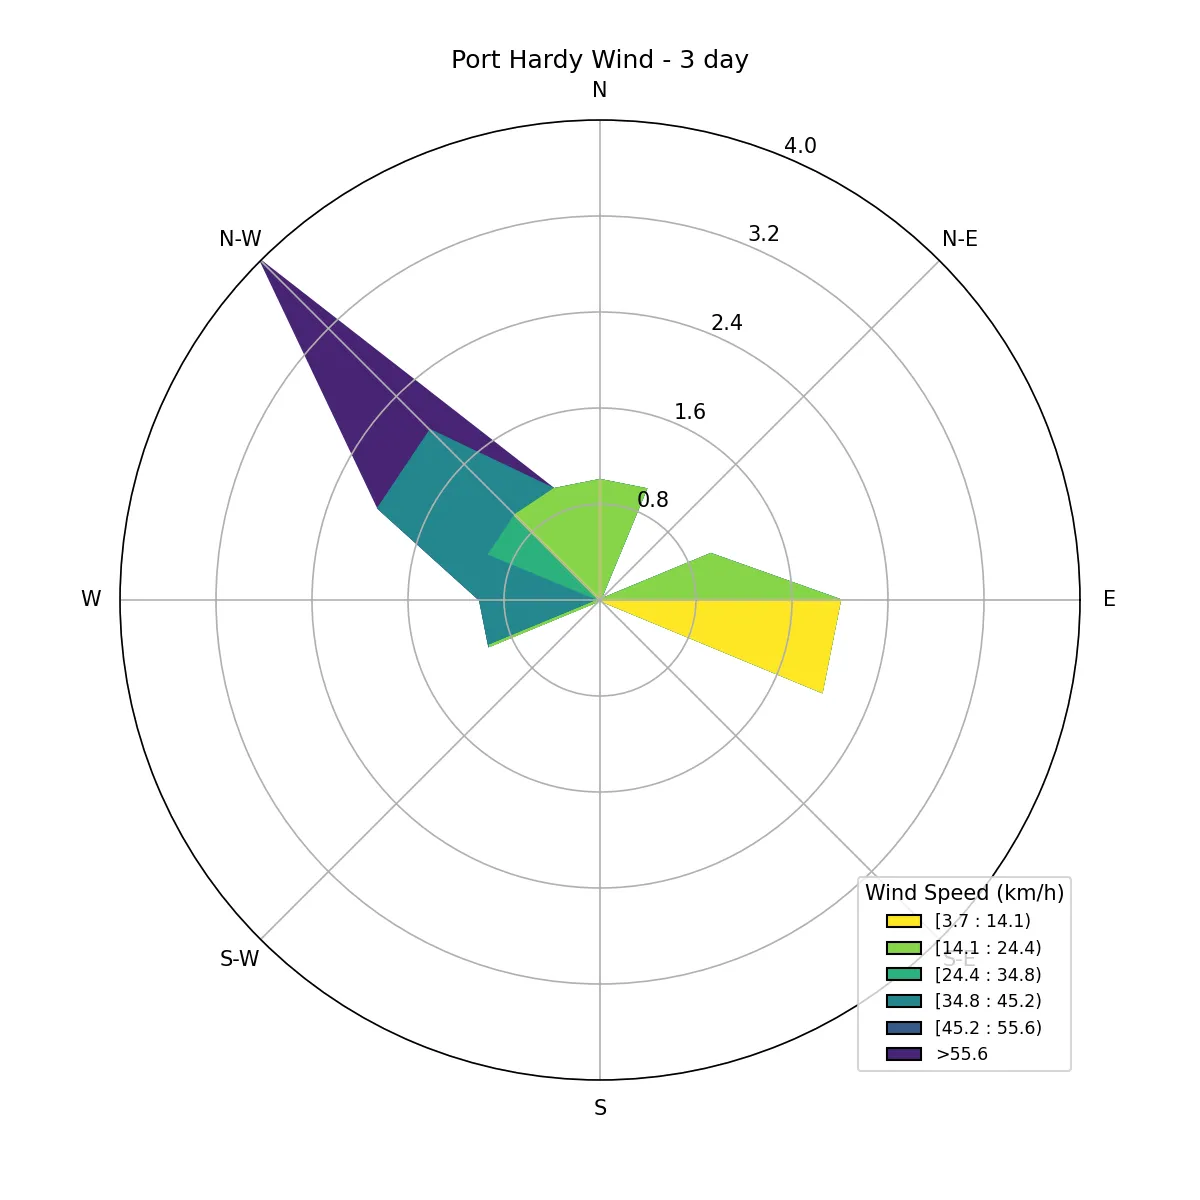 Port Hardy Wind - 3 day
N
4.0
N-W
3.2
N-E
2.4
1.6
0.8
W
E
Wind Speed (km/h)
[3.7 : 14.1)
[14.1 : 24.4)
S-W
S-E
[24.4 : 34.8)
[34.8 : 45.2)
[45.2 : 55.6)
>55.6
S